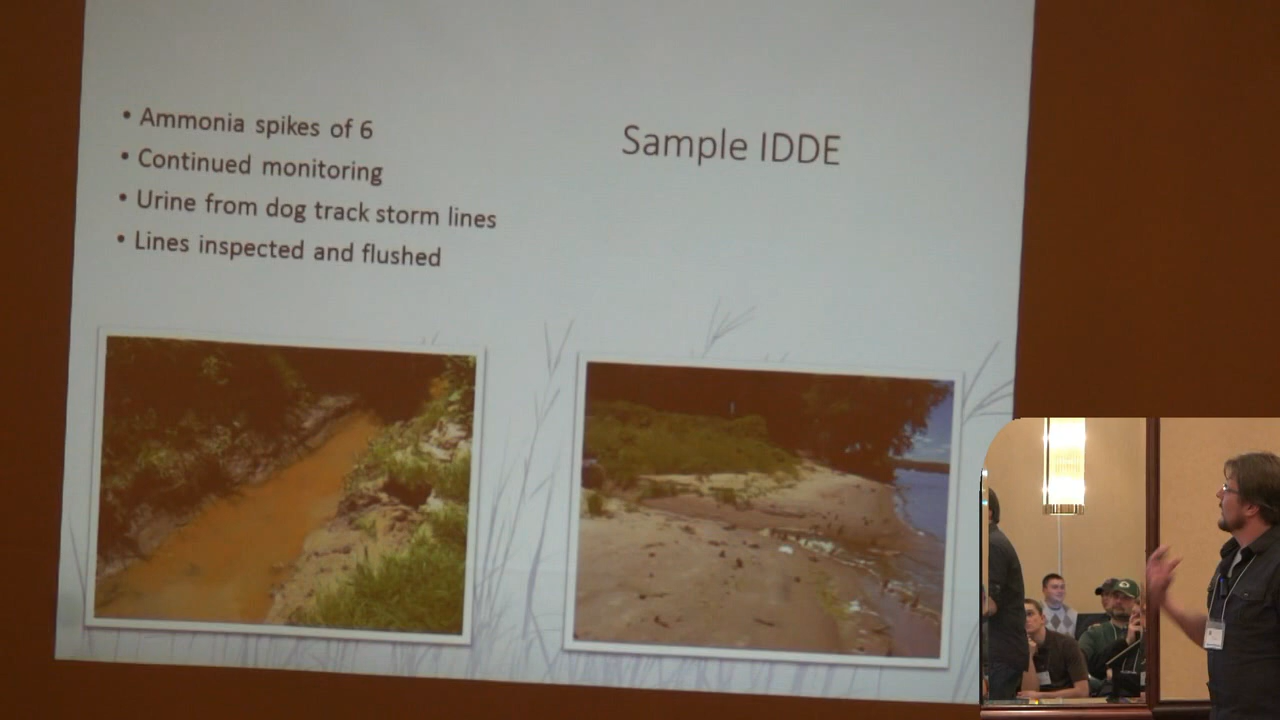 • Ammonia spikes of 6
• Continued monitoring
• Urine from dog track storm lines
• Lines inspected and flushed
Sample IDDE